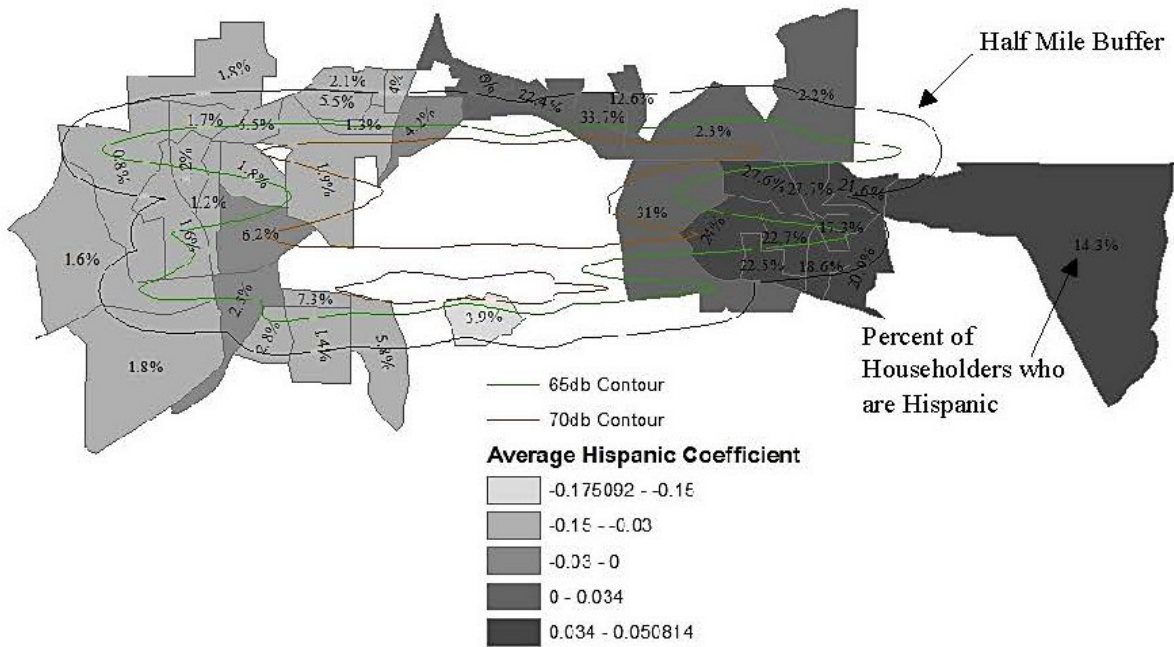 Half Mile Buffer
1.8%
2.1%
.4%
5.5%
1.7%
5.5%
1.3%
4.2%
22.4%
12.6%
33.7%
2.2%
2.3%
0.8%
1.8%
1.9%
1.2%
27.6%
27.7%
21.6%
31%
6.2%
1.6%
22.7%
17.3%
14.3%
1.6%
22.5%
18.6%
2.3%
7.3%
3.9%
1.4%
5.8%
1.8%
Percent of
Householders who
are Hispanic
65db Contour
70db Contour
Average Hispanic Coefficient
-0.175092 - -0.15
-0.15 - -0.03
-0.03 - 0
0 - 0.034
0.034 - 0.050814